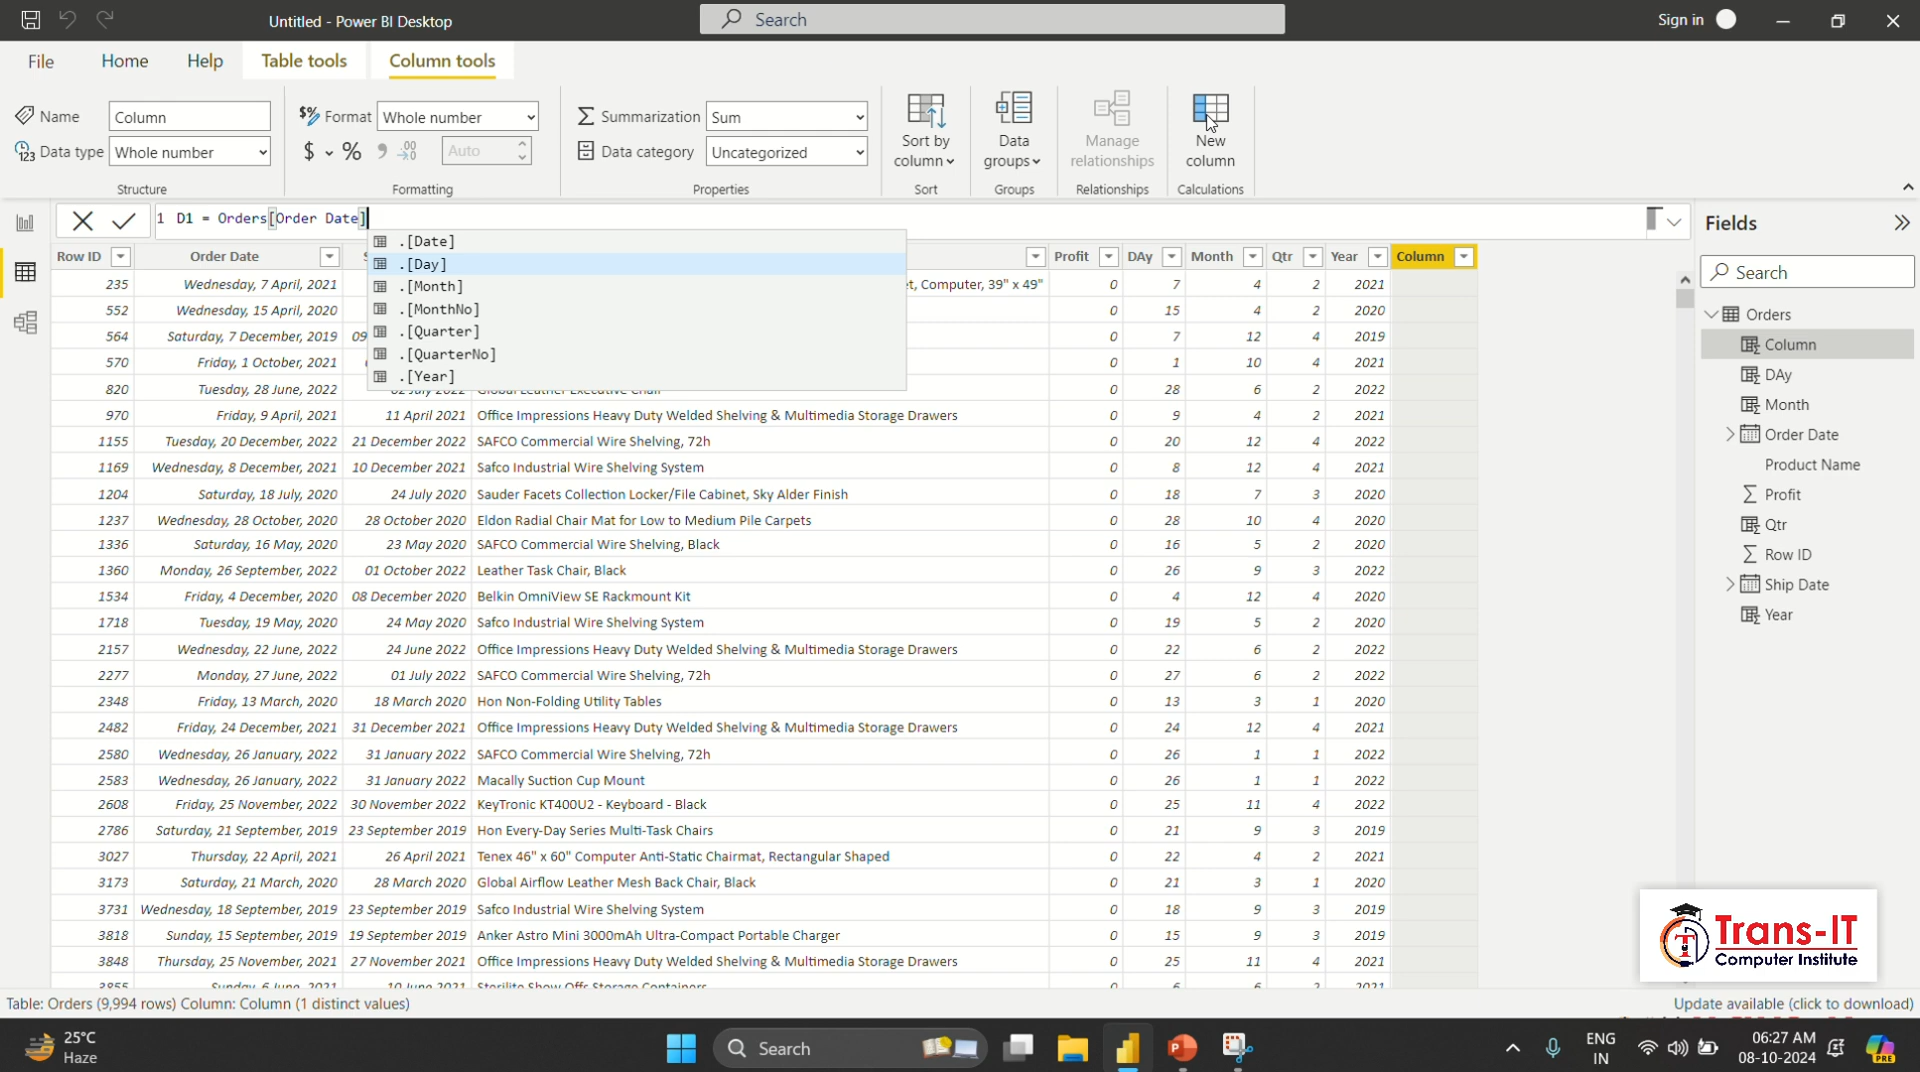 Untitled - Power BI Desktop
Search
Sign in
File Home Help Table tools Column tools
Name Column
Data type Whole number
Structure
Format Whole number
$ % Auto
Formatting
Summarization Sum
Data category Uncategorized
Properties
Sort by
column
Sort
Data
groups
Groups
Manage
relationships
Relationships
New
column
Calculations
1 D1 = Orders[Order Date]
.[Date]
.[Day]
.[Month]
.[MonthNo]
.[Quarter]
.[QuarterNo]
.[Year]
Row ID Order Date Profit DAy Month Qtr Year Column
235 Wednesday, 7 April, 2021 t, Computer, 39" x 49" 0 7 4 2 2021
552 Wednesday, 15 April, 2020 0 15 4 2 2020
564 Saturday, 7 December, 2019 09 0 7 12 4 2019
570 Friday, 1 October, 2021 0 1 10 4 2021
820 Tuesday, 28 June, 2022 02 July 2022 Global Leather Executive Chair 0 28 6 2 2022
970 Friday, 9 April, 2021 11 April 2021 Office Impressions Heavy Duty Welded Shelving & Multimedia Storage Drawers 0 9 4 2 2021
1155 Tuesday, 20 December, 2022 21 December 2022 SAFCO Commercial Wire Shelving, 72h 0 20 12 4 2022
1169 Wednesday, 8 December, 2021 10 December 2021 Safco Industrial Wire Shelving System 0 8 12 4 2021
1204 Saturday, 18 July, 2020 24 July 2020 Sauder Facets Collection Locker/File Cabinet, Sky Alder Finish 0 18 7 3 2020
1237 Wednesday, 28 October, 2020 28 October 2020 Eldon Radial Chair Mat for Low to Medium Pile Carpets 0 28 10 4 2020
1336 Saturday, 16 May, 2020 23 May 2020 SAFCO Commercial Wire Shelving, Black 0 16 5 2 2020
1360 Monday, 26 September, 2022 01 October 2022 Leather Task Chair, Black 0 26 9 3 2022
1534 Friday, 4 December, 2020 08 December 2020 Belkin OmniView SE Rackmount Kit 0 4 12 4 2020
1718 Tuesday, 19 May, 2020 24 May 2020 Safco Industrial Wire Shelving System 0 19 5 2 2020
2157 Wednesday, 22 June, 2022 24 June 2022 Office Impressions Heavy Duty Welded Shelving & Multimedia Storage Drawers 0 22 6 2 2022
2277 Monday, 27 June, 2022 01 July 2022 SAFCO Commercial Wire Shelving, 72h 0 27 6 2 2022
2348 Friday, 13 March, 2020 18 March 2020 Hon Non-Folding Utility Tables 0 13 3 1 2020
2482 Friday, 24 December, 2021 31 December 2021 Office Impressions Heavy Duty Welded Shelving & Multimedia Storage Drawers 0 24 12 4 2021
2580 Wednesday, 26 January, 2022 31 January 2022 SAFCO Commercial Wire Shelving, 72h 0 26 1 1 2022
2583 Wednesday, 26 January, 2022 31 January 2022 Macally Suction Cup Mount 0 26 1 1 2022
2608 Friday, 25 November, 2022 30 November 2022 KeyTronic KT400U2 - Keyboard - Black 0 25 11 4 2022
2786 Saturday, 21 September, 2019 23 September 2019 Hon Every-Day Series Multi-Task Chairs 0 21 9 3 2019
3027 Thursday, 22 April, 2021 26 April 2021 Tenex 46" x 60" Computer Anti-Static Chairmat, Rectangular Shaped 0 22 4 2 2021
3173 Saturday, 21 March, 2020 28 March 2020 Global Airflow Leather Mesh Back Chair, Black 0 21 3 1 2020
3731 Wednesday, 18 September, 2019 23 September 2019 Safco Industrial Wire Shelving System 0 18 9 3 2019
3818 Sunday, 15 September, 2019 19 September 2019 Anker Astro Mini 3000mAh Ultra-Compact Portable Charger 0 15 9 3 2019
3848 Thursday, 25 November, 2021 27 November 2021 Office Impressions Heavy Duty Welded Shelving & Multimedia Storage Drawers 0 25 11 4 2021
3855 Sunday, 6 June, 2021 10 June 2021 Sterilite Show Offs Storage Containers 0 6 6 2 2021
Fields
Search
Orders
Column
DAy
Month
Order Date
Product Name
Profit
Qtr
Row ID
Ship Date
Year
Trans-IT
Computer Institute
Table: Orders (9,994 rows) Column: Column (1 distinct values)
Update available (click to download)
25°C
Haze
Search
ENG
IN
06:27 AM
08-10-2024
PRE